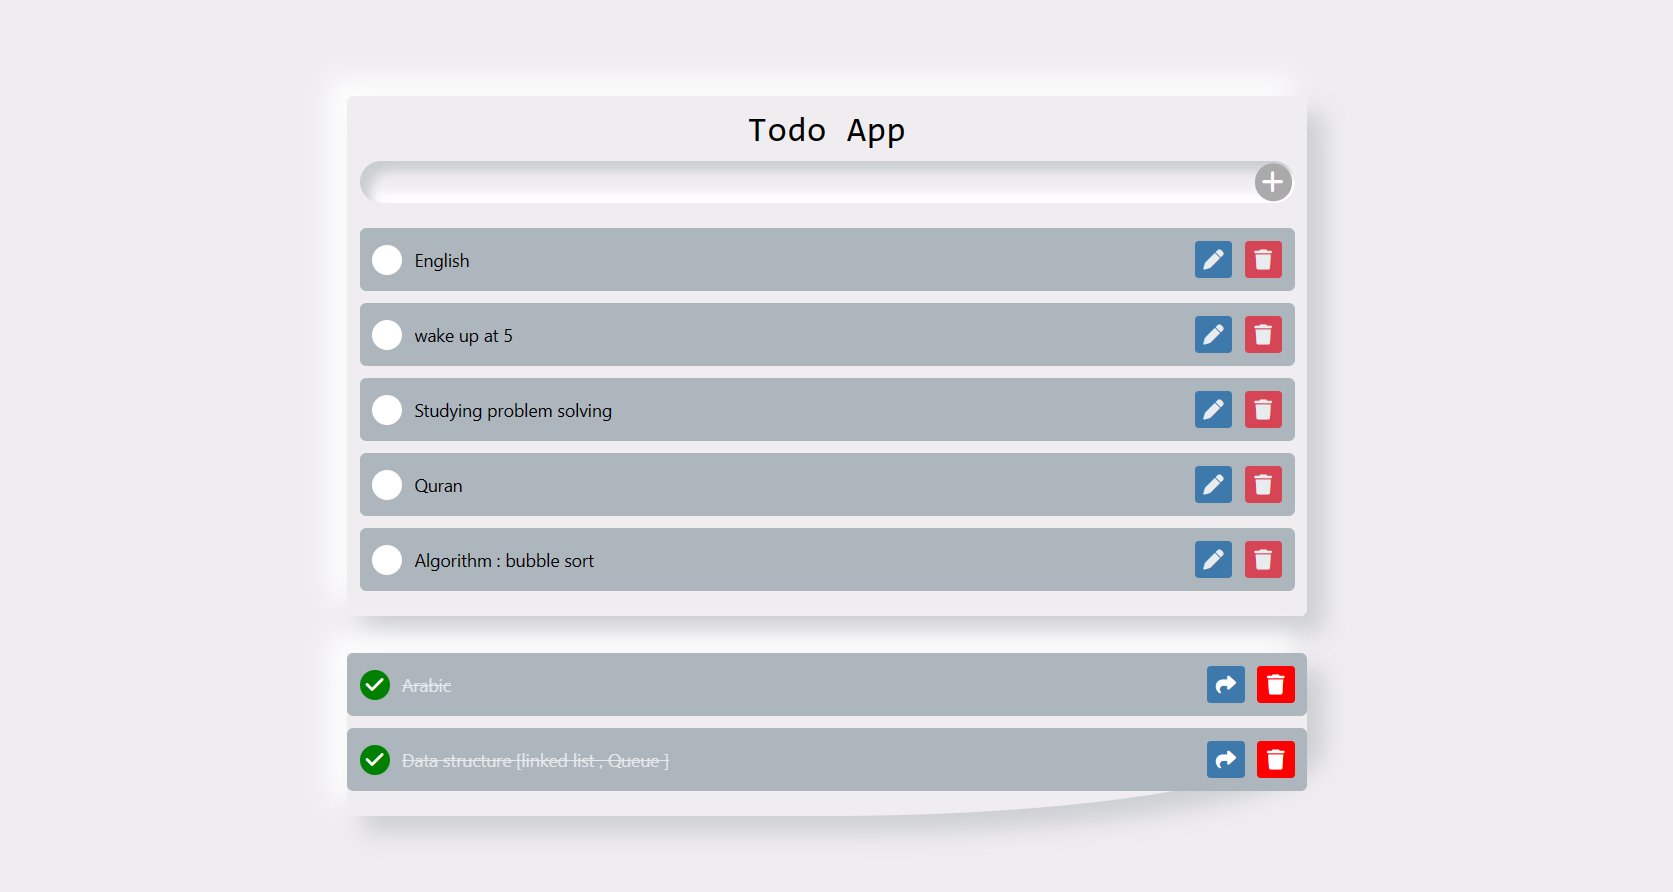 Todo App
English
wake up at 5
Studying problem solving
Quran
Algorithm : bubble sort
Arabic
Data structure [linked list , Queue ]